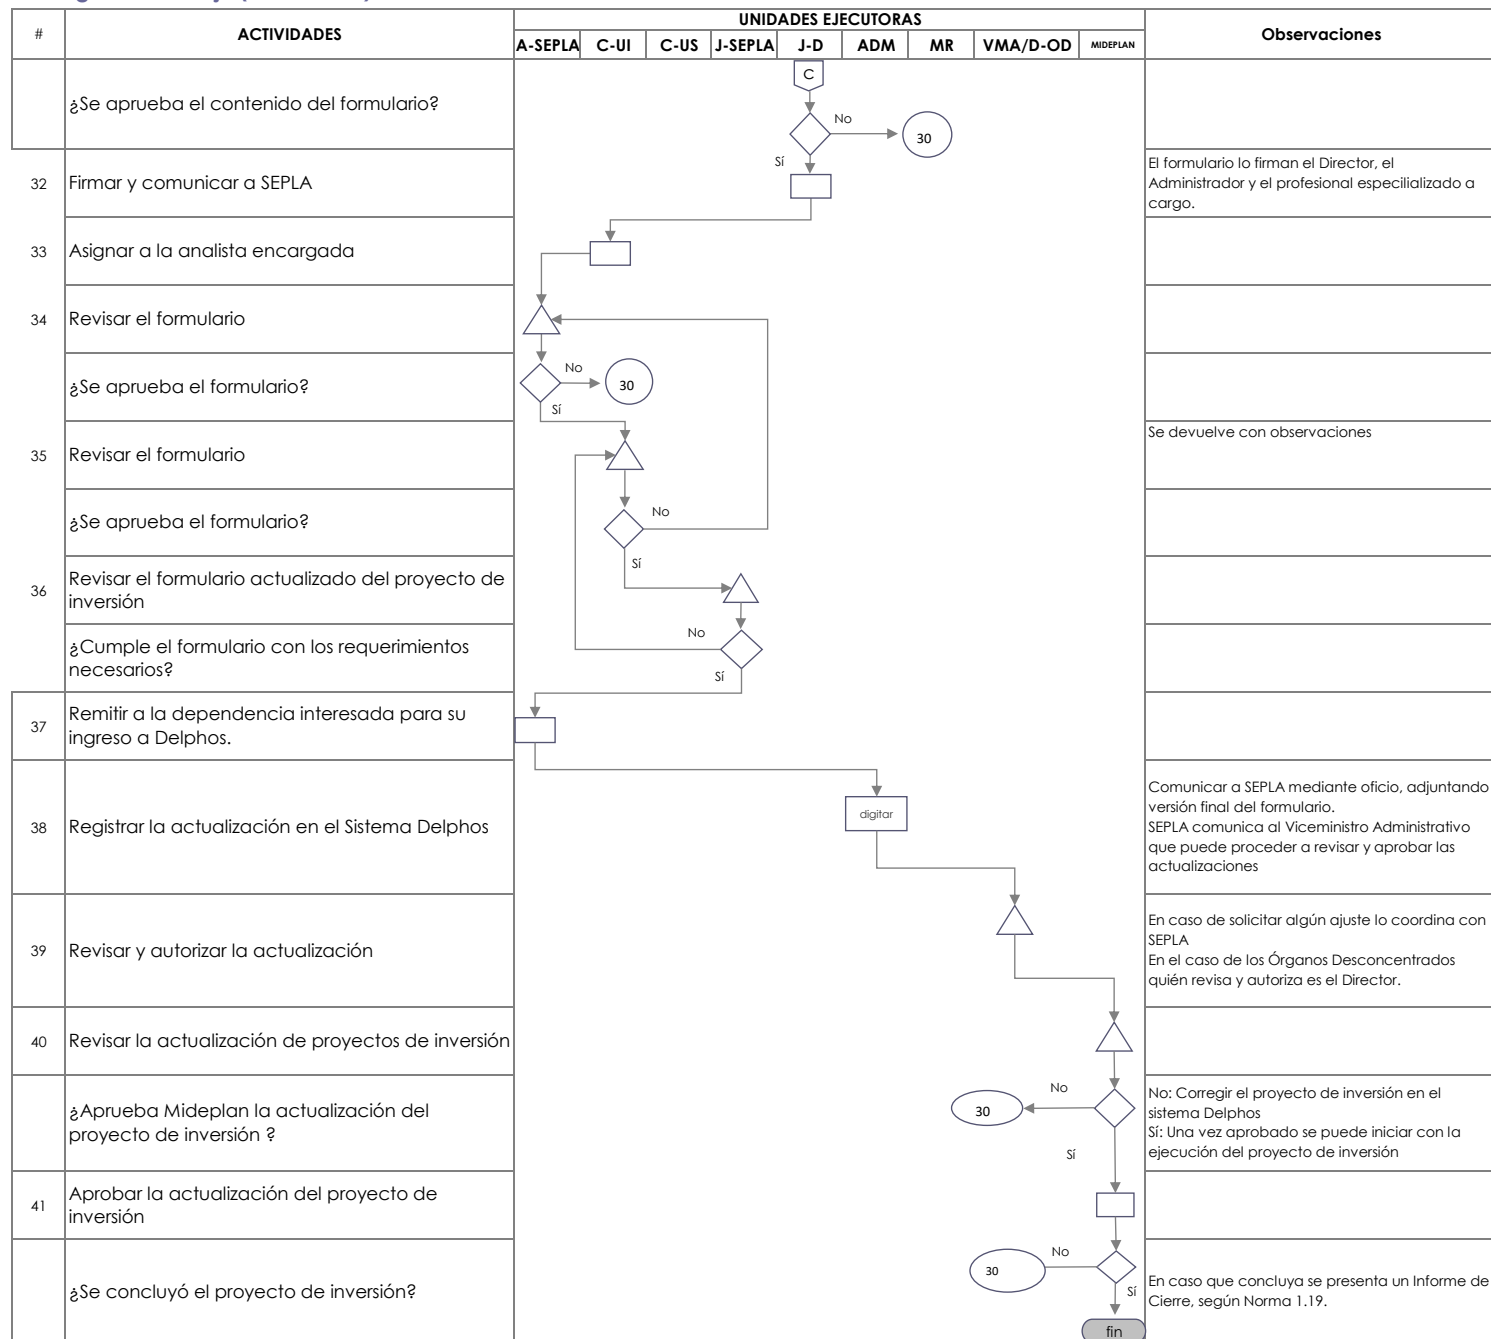 #
ACTIVIDADES
UNIDADES EJECUTORAS
Observaciones
A-SEPLA C-UI C-US J-SEPLA J-D ADM MR VMA/D-OD MIDEPLAN
C
¿Se aprueba el contenido del formulario?
No
30
Sí
32
Firmar y comunicar a SEPLA
El formulario lo firman el Director, el
Administrador y el profesional especilializado a
cargo.
33
Asignar a la analista encargada
34
Revisar el formulario
¿Se aprueba el formulario?
No
30
Sí
35
Revisar el formulario
Se devuelve con observaciones
¿Se aprueba el formulario?
No
Sí
36
Revisar el formulario actualizado del proyecto de
inversión
¿Cumple el formulario con los requerimientos
necesarios?
No
Sí
37
Remitir a la dependencia interesada para su
ingreso a Delphos.
38
Registrar la actualización en el Sistema Delphos
digitar
Comunicar a SEPLA mediante oficio, adjuntando
versión final del formulario.
SEPLA comunica al Viceministro Administrativo
que puede proceder a revisar y aprobar las
actualizaciones
39
Revisar y autorizar la actualización
En caso de solicitar algún ajuste lo coordina con
SEPLA
En el caso de los Órganos Desconcentrados
quién revisa y autoriza es el Director.
40
Revisar la actualización de proyectos de inversión
¿Aprueba Mideplan la actualización del
proyecto de inversión ?
No
30
Sí
No: Corregir el proyecto de inversión en el
sistema Delphos
Sí: Una vez aprobado se puede iniciar con la
ejecución del proyecto de inversión
41
Aprobar la actualización del proyecto de
inversión
¿Se concluyó el proyecto de inversión?
No
30
Sí
En caso que concluya se presenta un Informe de
Cierre, según Norma 1.19.
fin